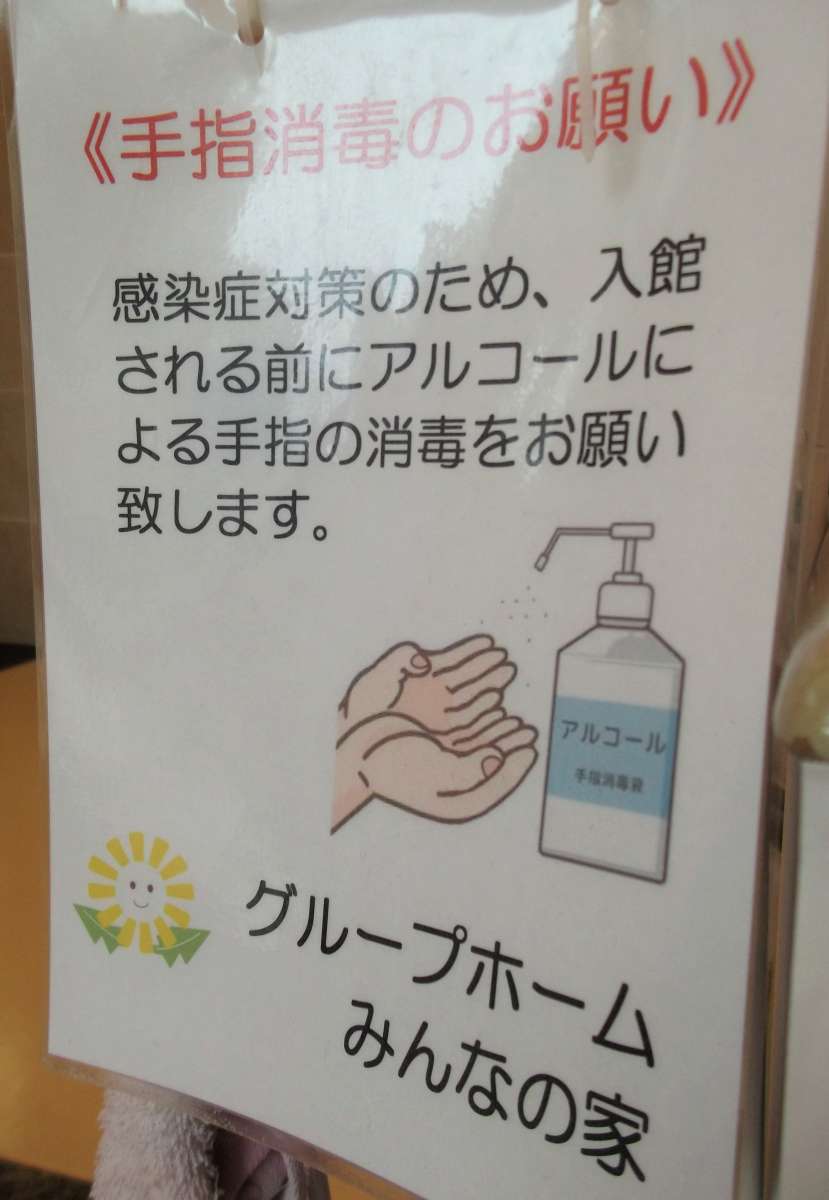 《手指消毒のお願い》
感染症対策のため、入館
される前にアルコールに
よる手指の消毒をお願い
致します。
アルコール
手指消毒液
グループホーム
みんなの家